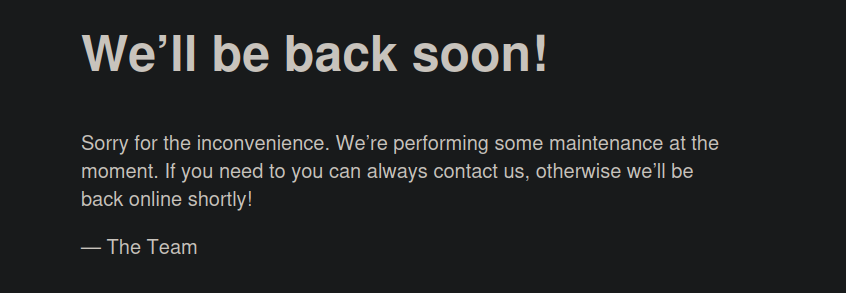 We’ll be back soon!
Sorry for the inconvenience. We’re performing some maintenance at the
moment. If you need to you can always contact us, otherwise we’ll be
back online shortly!
— The Team